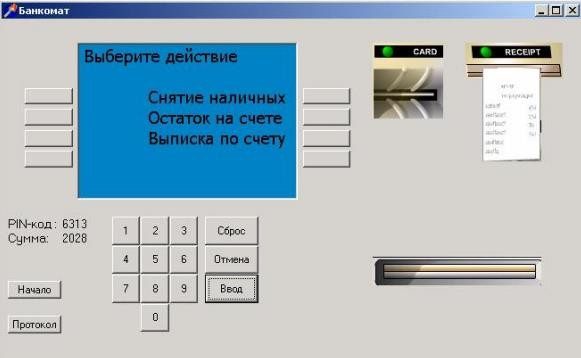 Банкомат
Выберите действие
Снятие наличных
Остаток на счете
Выписка по счету
CARD
RECEIPT
PIN-код: 6313
Сумма: 2028
1 2 3 Сброс
4 5 6 Отмена
7 8 9 Ввод
0
Начало
Протокол